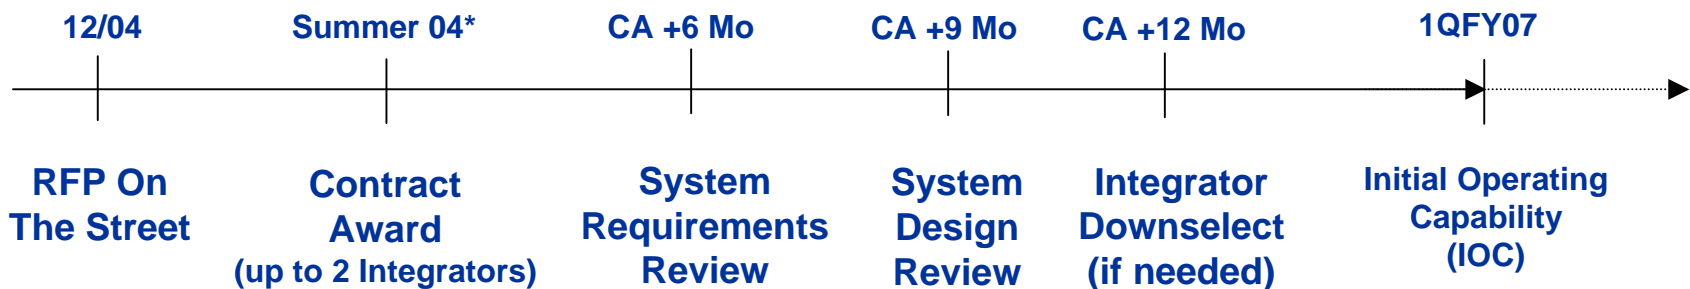 12/04
Summer 04*
CA +6 Mo
CA +9 Mo
CA +12 Mo
1QFY07
RFP On
The Street
Contract
Award
(up to 2 Integrators)
System
Requirements
Review
System
Design
Review
Integrator
Downselect
(if needed)
Initial Operating
Capability
(IOC)